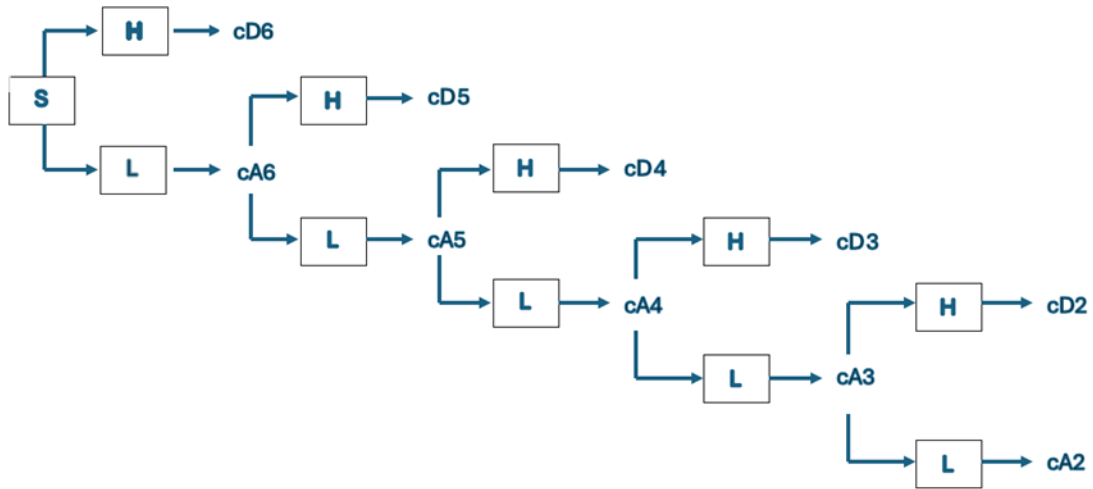 H cD6
S
H cD5
L cA6
H cD4
L cA5
H cD3
L cA4
H cD2
L cA3
L cA2